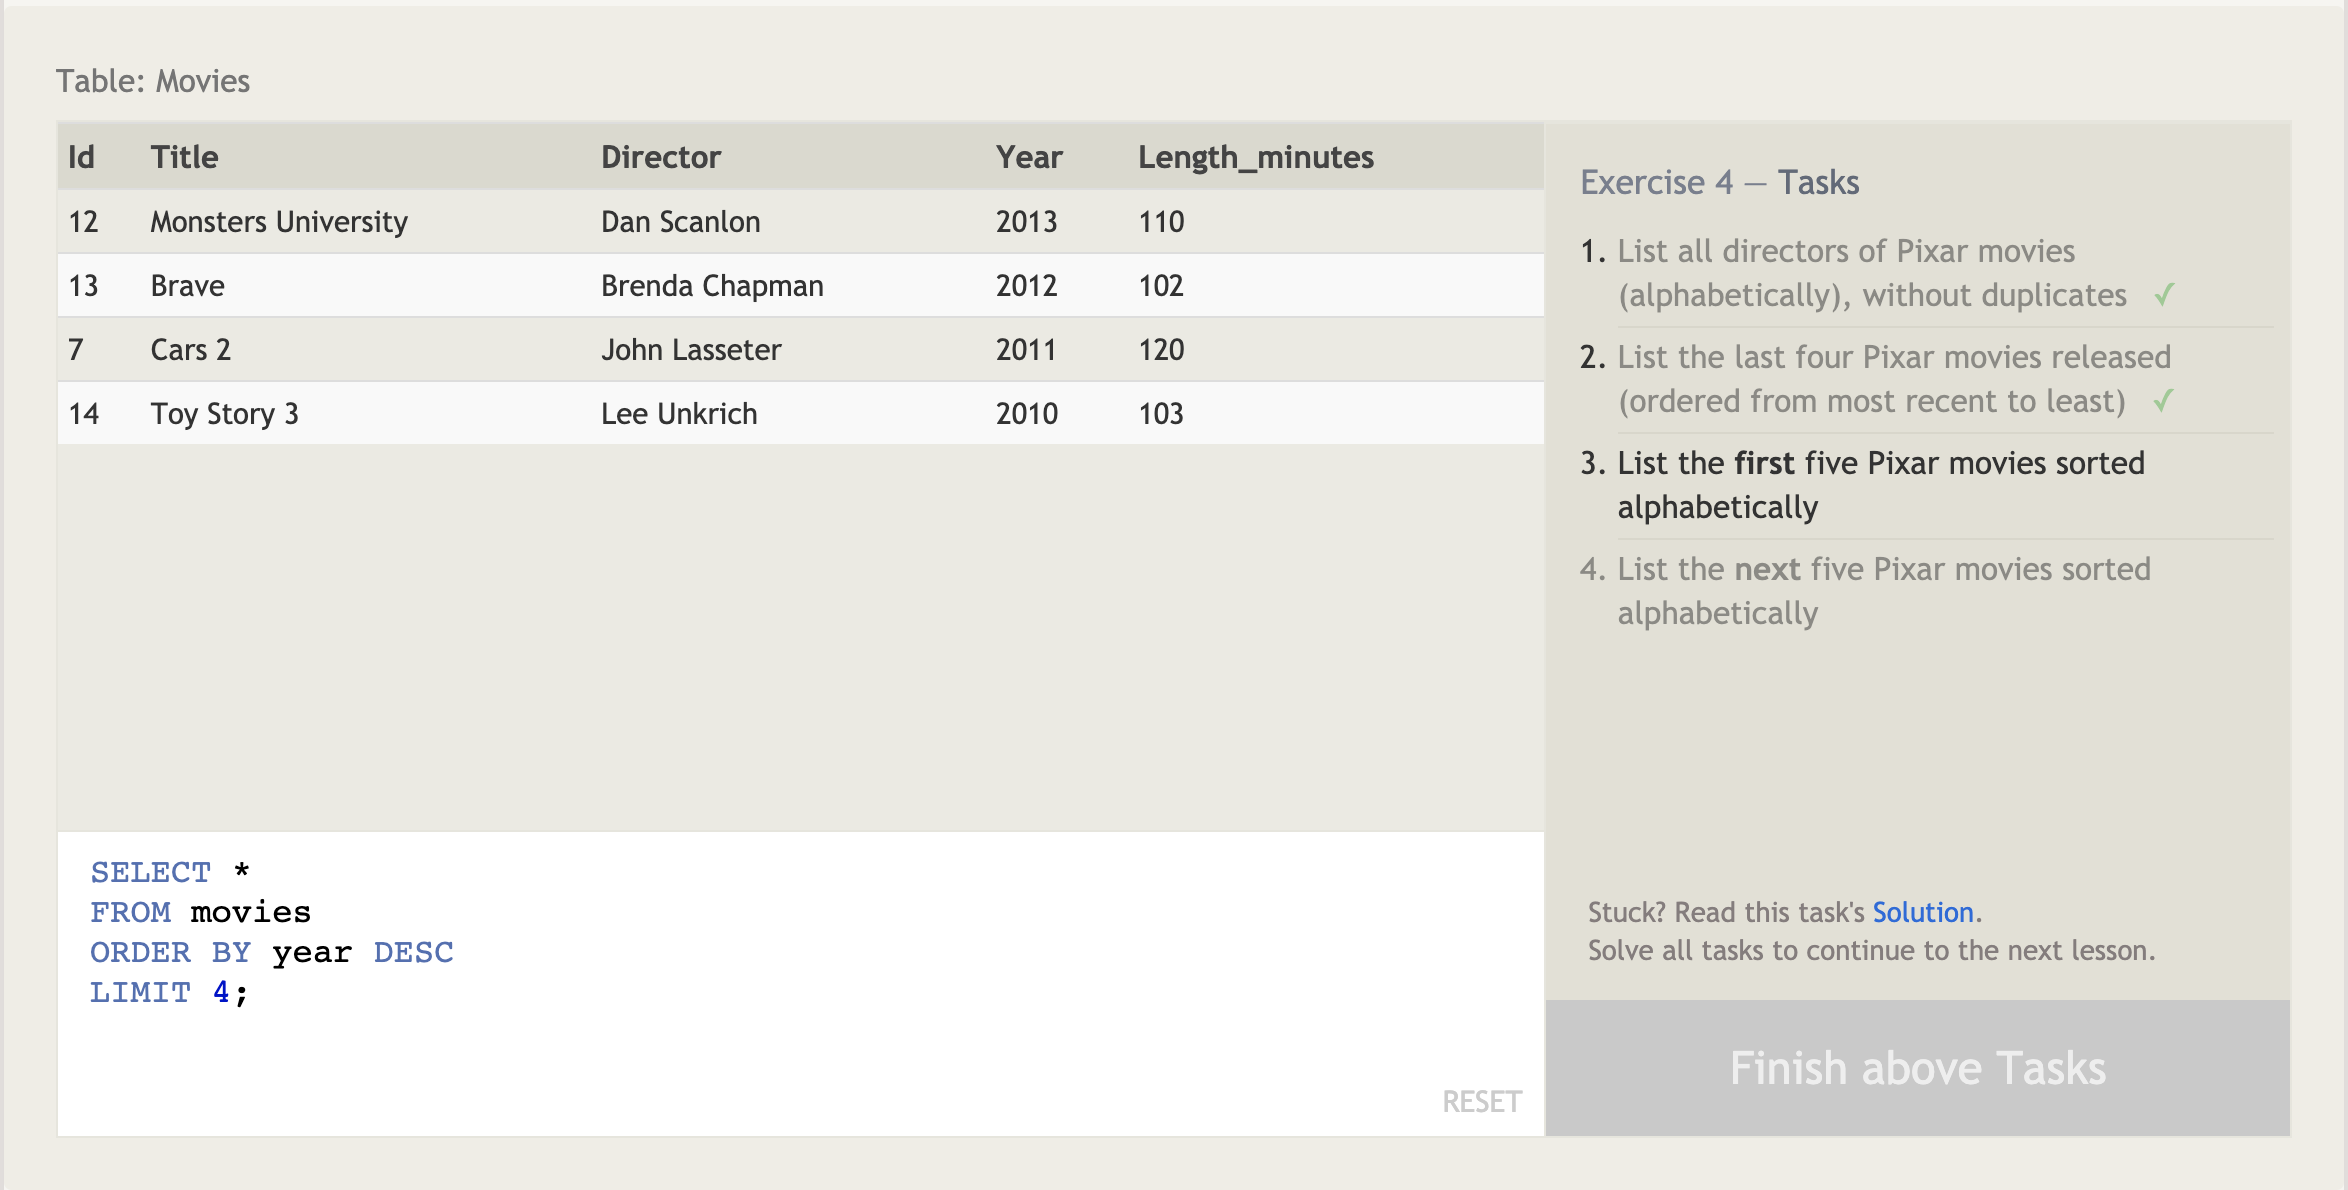 Table: Movies
Id Title Director Year Length_minutes
12 Monsters University Dan Scanlon 2013 110
13 Brave Brenda Chapman 2012 102
7 Cars 2 John Lasseter 2011 120
14 Toy Story 3 Lee Unkrich 2010 103
SELECT *
FROM movies
ORDER BY year DESC
LIMIT 4;
RESET
Exercise 4 — Tasks
1. List all directors of Pixar movies
(alphabetically), without duplicates ✓
2. List the last four Pixar movies released
(ordered from most recent to least) ✓
3. List the first five Pixar movies sorted
alphabetically
4. List the next five Pixar movies sorted
alphabetically
Stuck? Read this task's Solution.
Solve all tasks to continue to the next lesson.
Finish above Tasks